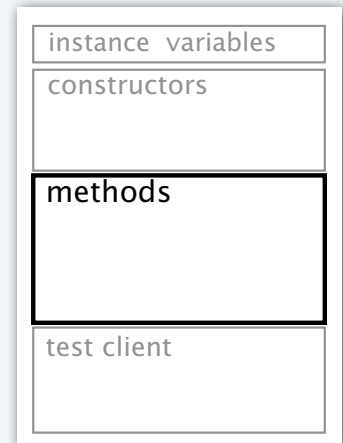 instance variables
constructors
methods
test client